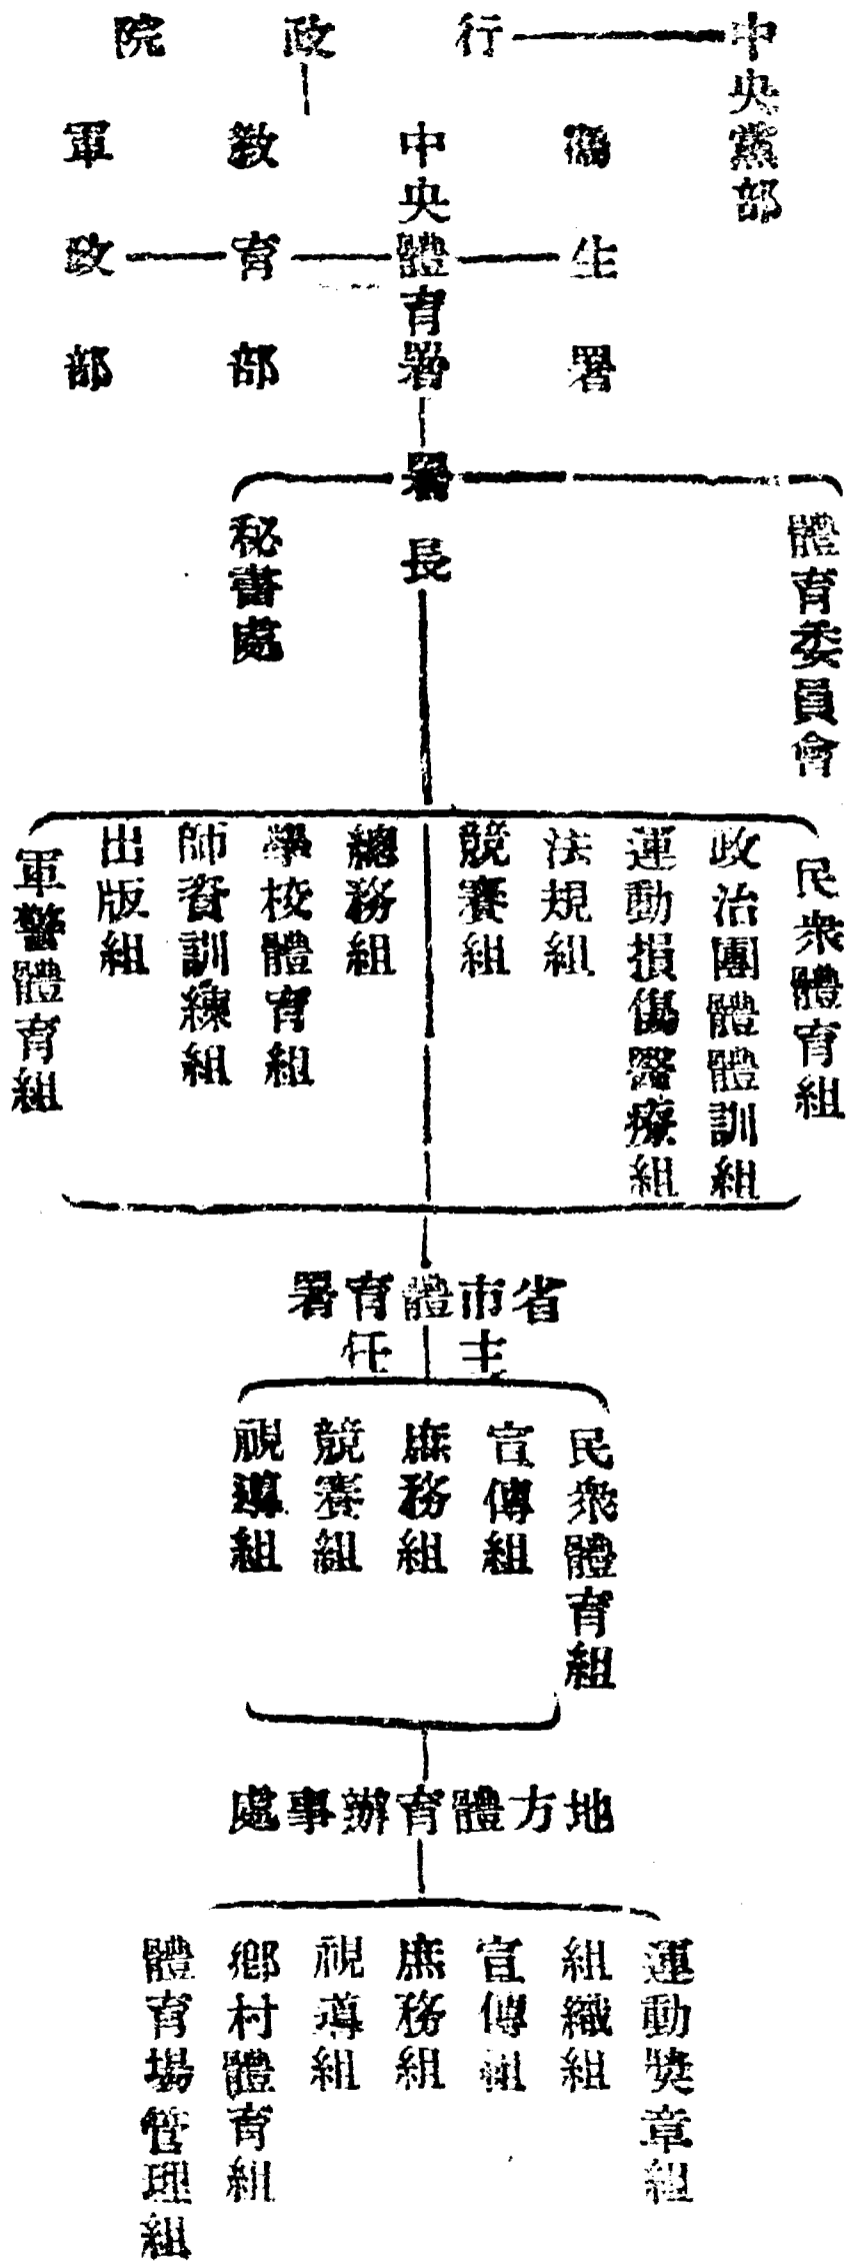 中央黨部
行政院
衞生署
中央體育署
教育部
軍政部
署長
體育委員會
秘書處
民衆體育組
政治團體體訓組
運動損傷醫療組
法規組
競賽組
總務組
學校體育組
師資訓練組
出版組
軍警體育組
省市體育署
主任
民衆體育組
宣傳組
庶務組
競賽組
視導組
地方體育辦事處
運動獎章組
組織組
宣傳組
庶務組
視導組
鄉村體育組
體育場管理組